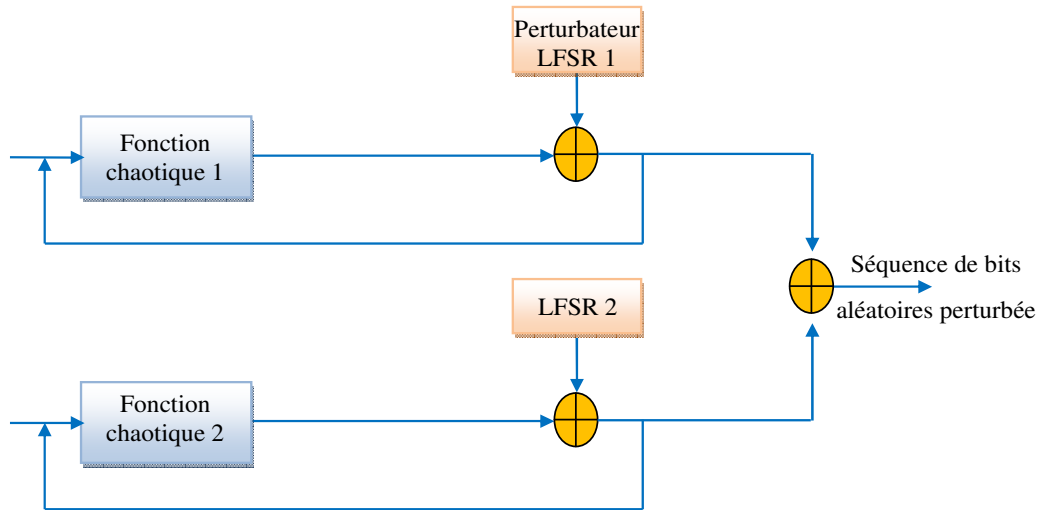 Perturbateur
LFSR 1
Fonction
chaotique 1
Séquence de bits
aléatoires perturbée
LFSR 2
Fonction
chaotique 2